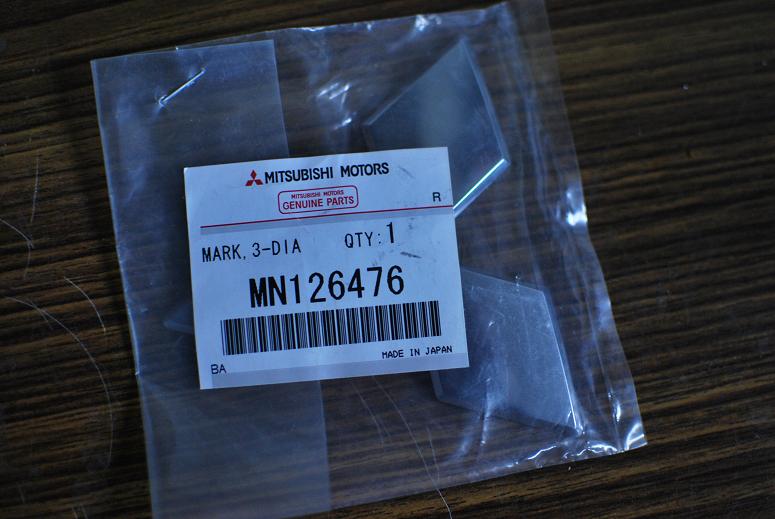 MITSUBISHI MOTORS
MITSUBISHI MOTORS
GENUINE PARTS
R
MARK, 3-DIA QTY:1
MN126476
MADE IN JAPAN
BA